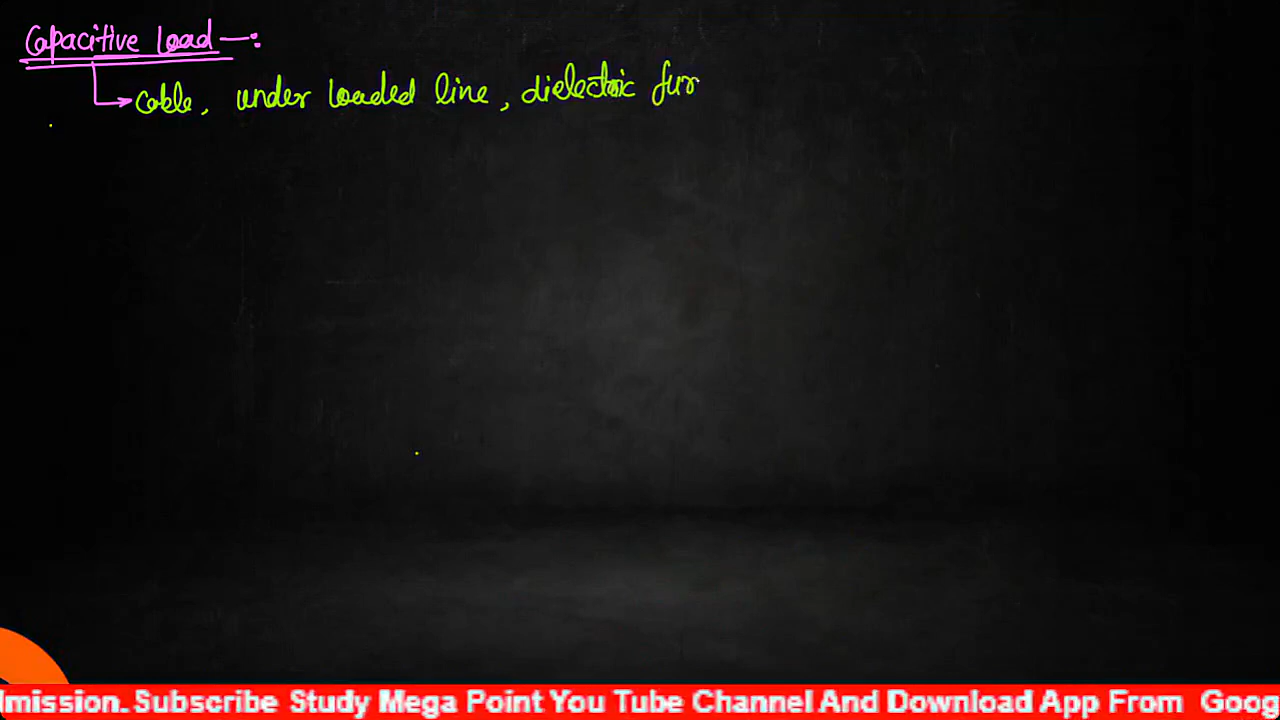 Capacitive Load —:
cable, under loaded line, dielectric fur
lmission. Subscribe Study Mega Point You Tube Channel And Download App From Goog